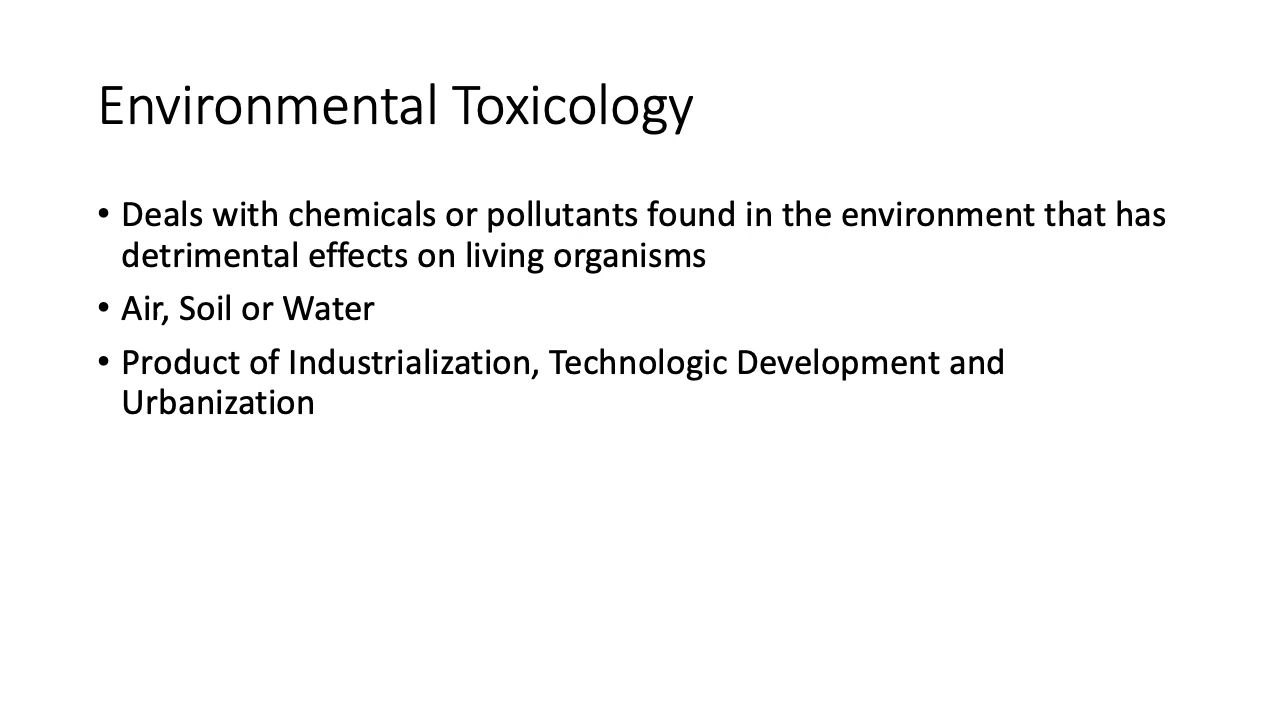 Environmental Toxicology
• Deals with chemicals or pollutants found in the environment that has
detrimental effects on living organisms
• Air, Soil or Water
• Product of Industrialization, Technologic Development and
Urbanization